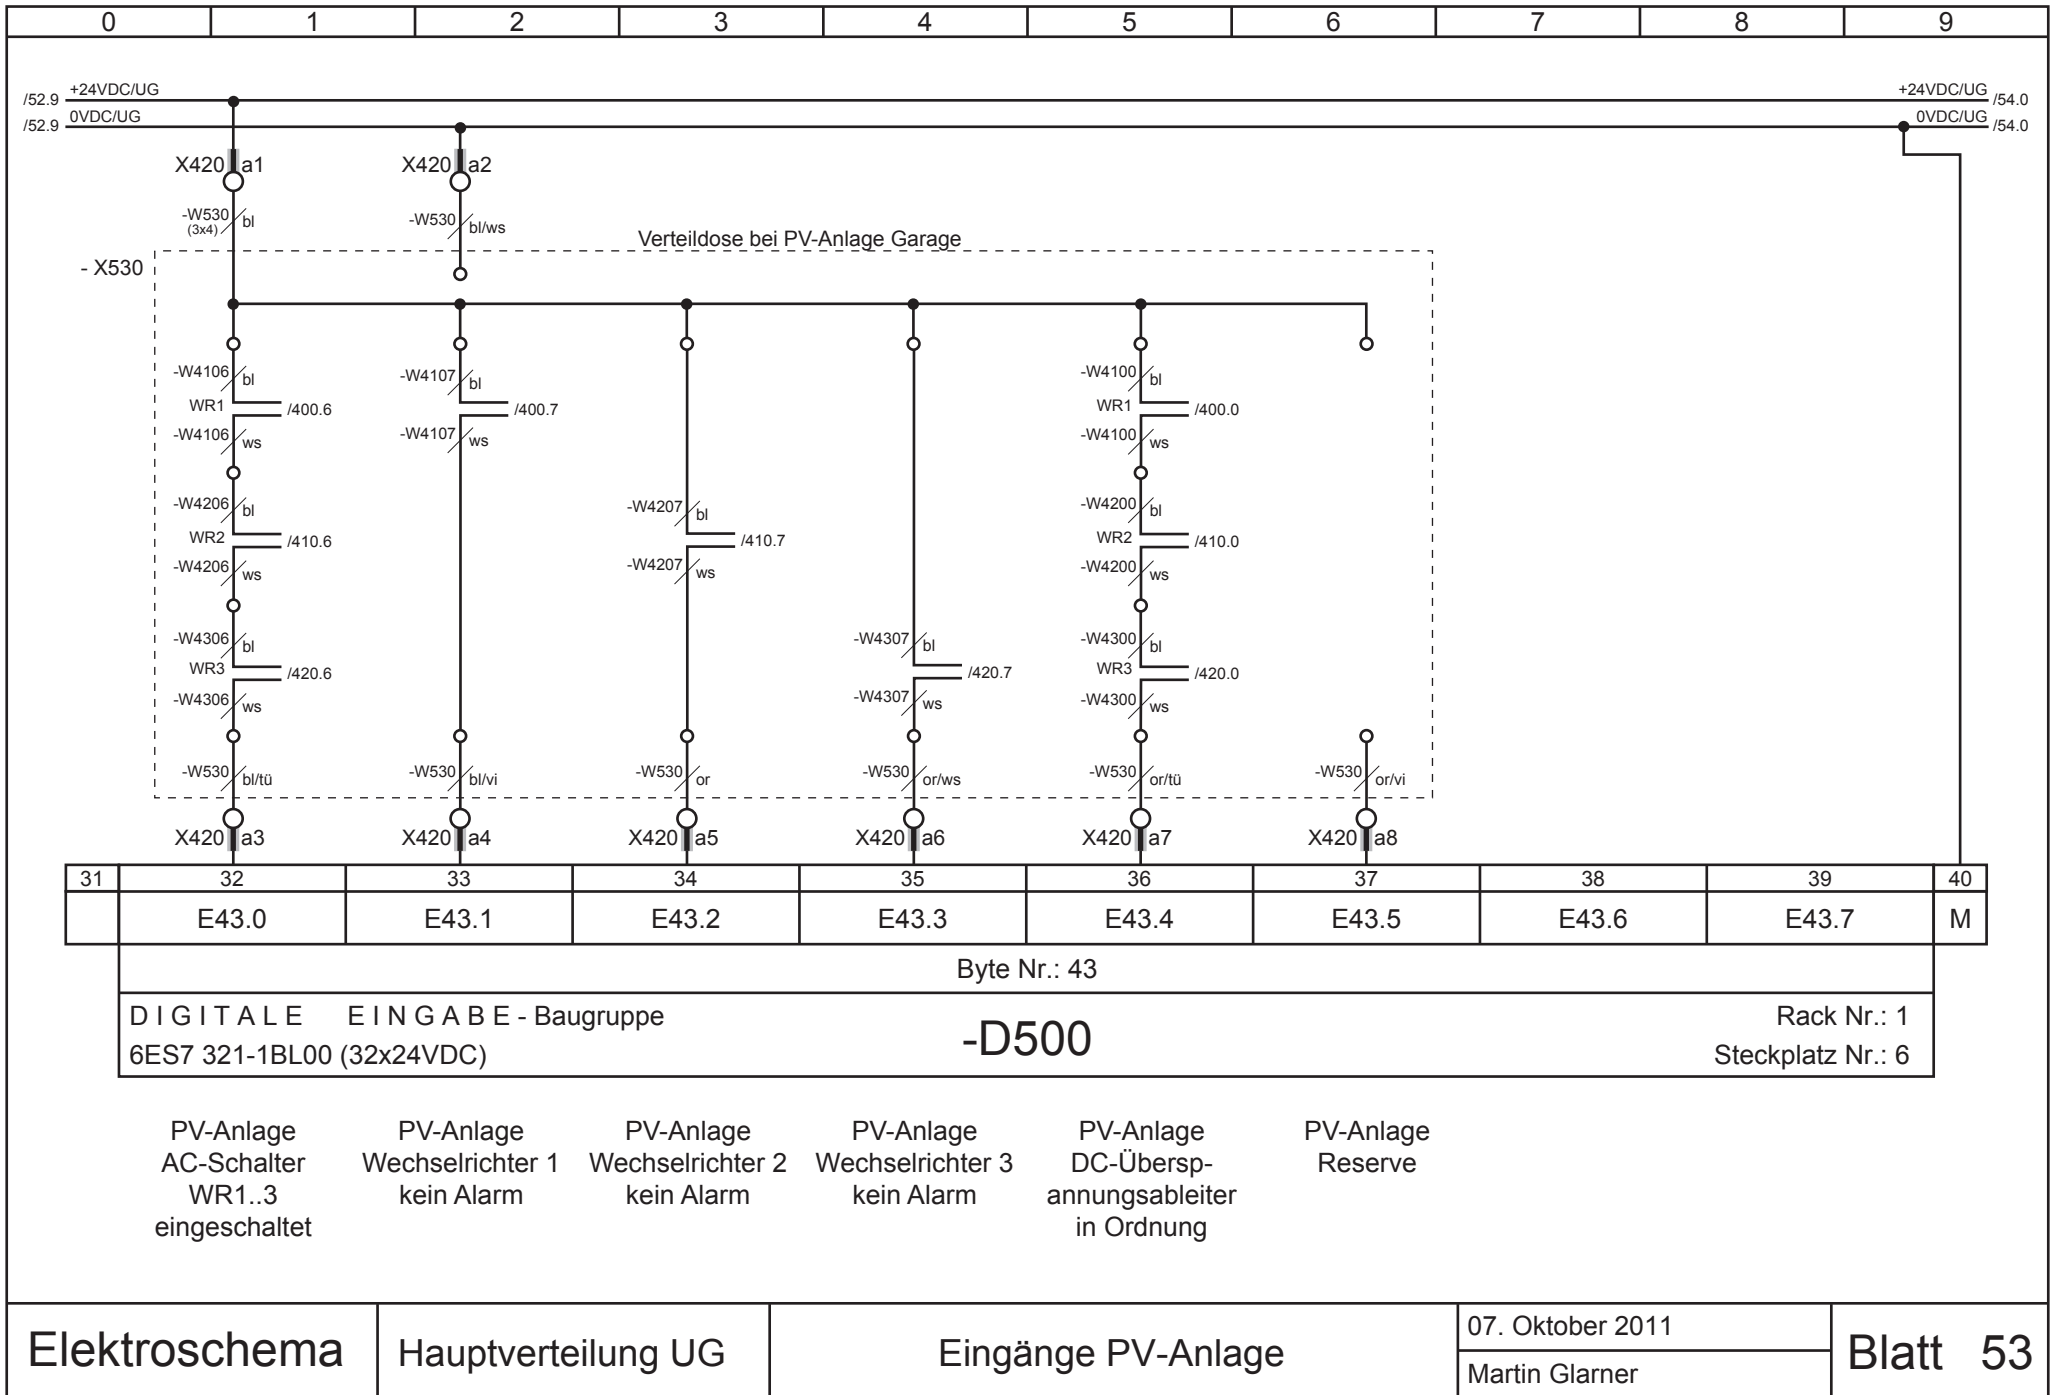 0 1 2 3 4 5 6 7 8 9
/52.9 +24VDC/UG +24VDC/UG /54.0
/52.9 0VDC/UG 0VDC/UG /54.0
X420 a1 X420 a2
-W530 (3x4) bl -W530 bl/ws
Verteildose bei PV-Anlage Garage
- X530
-W4106 bl -W4107 bl -W4100 bl
WR1 /400.6 /400.7 WR1 /400.0
-W4106 ws -W4107 ws -W4100 ws
-W4206 bl -W4207 bl -W4200 bl
WR2 /410.6 /410.7 WR2 /410.0
-W4206 ws -W4207 ws -W4200 ws
-W4306 bl -W4307 bl -W4300 bl
WR3 /420.6 /420.7 WR3 /420.0
-W4306 ws -W4307 ws -W4300 ws
-W530 bl/tü -W530 bl/vi -W530 or -W530 or/ws -W530 or/tü -W530 or/vi
X420 a3 X420 a4 X420 a5 X420 a6 X420 a7 X420 a8
31 32 33 34 35 36 37 38 39 40
E43.0 E43.1 E43.2 E43.3 E43.4 E43.5 E43.6 E43.7 M
Byte Nr.: 43
D I G I T A L E E I N G A B E - Baugruppe
6ES7 321-1BL00 (32x24VDC)
-D500
Rack Nr.: 1
Steckplatz Nr.: 6
PV-Anlage
AC-Schalter
WR1..3
eingeschaltet
PV-Anlage
Wechselrichter 1
kein Alarm
PV-Anlage
Wechselrichter 2
kein Alarm
PV-Anlage
Wechselrichter 3
kein Alarm
PV-Anlage
DC-Übersp-
annungsableiter
in Ordnung
PV-Anlage
Reserve
Elektroschema
Hauptverteilung UG
Eingänge PV-Anlage
07. Oktober 2011
Martin Glarner
Blatt 53